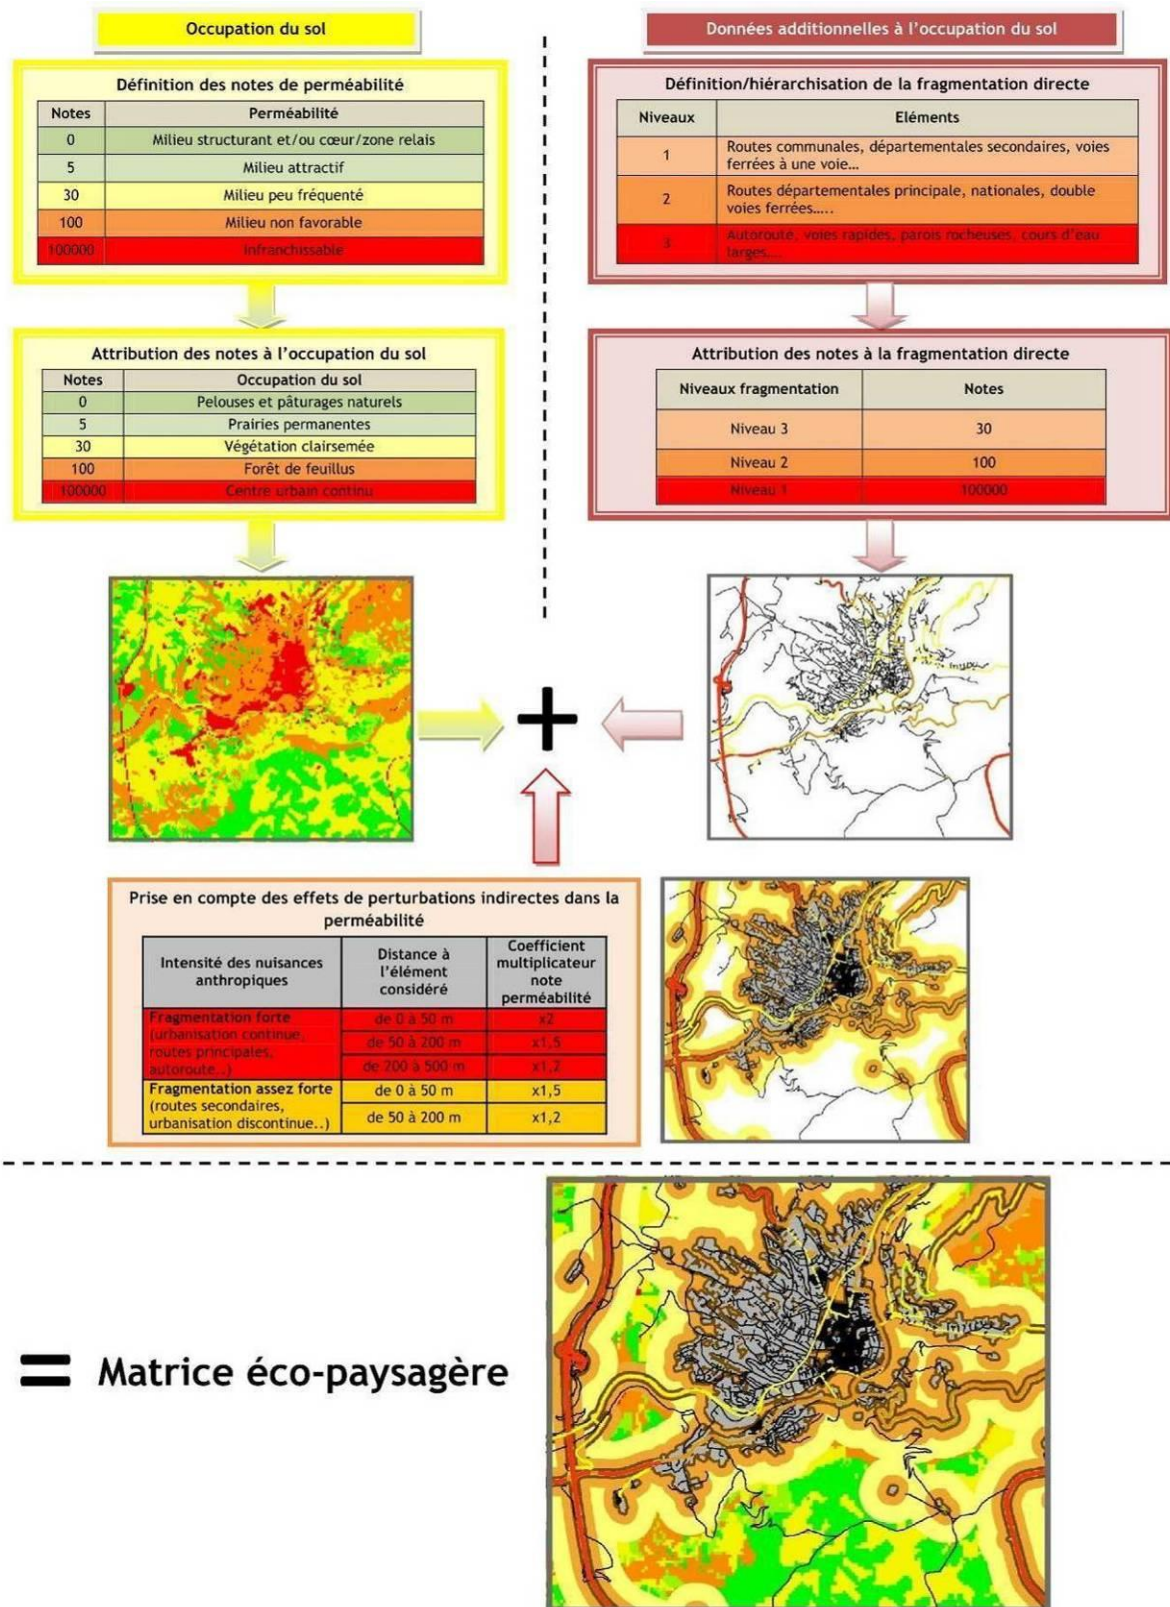 Occupation du sol
Définition des notes de perméabilité
Notes Perméabilité
0 Milieu structurant et/ou cœur/zone relais
5 Milieu attractif
30 Milieu peu fréquenté
100 Milieu non favorable
100000 Infranchissable
Attribution des notes à l'occupation du sol
Notes Occupation du sol
0 Pelouses et pâturages naturels
5 Prairies permanentes
30 Végétation clairsemée
100 Forêt de feuillus
100000 Centre urbain continu
Données additionnelles à l'occupation du sol
Définition/hiérarchisation de la fragmentation directe
Niveaux Eléments
1 Routes communales, départementales secondaires, voies
ferrées à une voie…
2 Routes départementales principale, nationales, double
voies ferrées…..
3 Autoroute, voies rapides, parois rocheuses, cours d'eau
larges….
Attribution des notes à la fragmentation directe
Niveaux fragmentation Notes
Niveau 3 30
Niveau 2 100
Niveau 1 100000
+
Prise en compte des effets de perturbations indirectes dans la
perméabilité
Intensité des nuisances
anthropiques
Distance à
l'élément
considéré
Coefficient
multiplicateur
note
perméabilité
Fragmentation forte
(urbanisation continue,
routes principales,
autoroute..)
de 0 à 50 m x2
de 50 à 200 m x1,5
de 200 à 500 m x1,2
Fragmentation assez forte
(routes secondaires,
urbanisation discontinue..)
de 0 à 50 m x1,5
de 50 à 200 m x1,2
= Matrice éco-paysagère